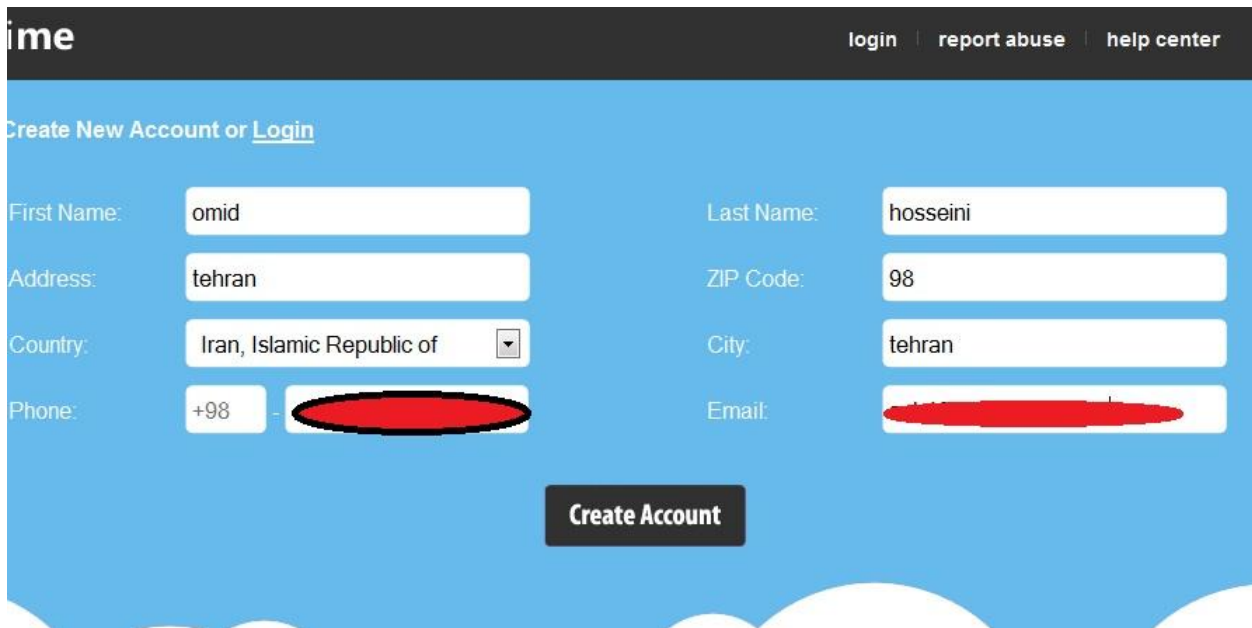 ime
login report abuse help center
Create New Account or Login
First Name: omid Last Name: hosseini
Address: tehran ZIP Code: 98
Country: Iran, Islamic Republic of City: tehran
Phone: +98 - Email:
Create Account